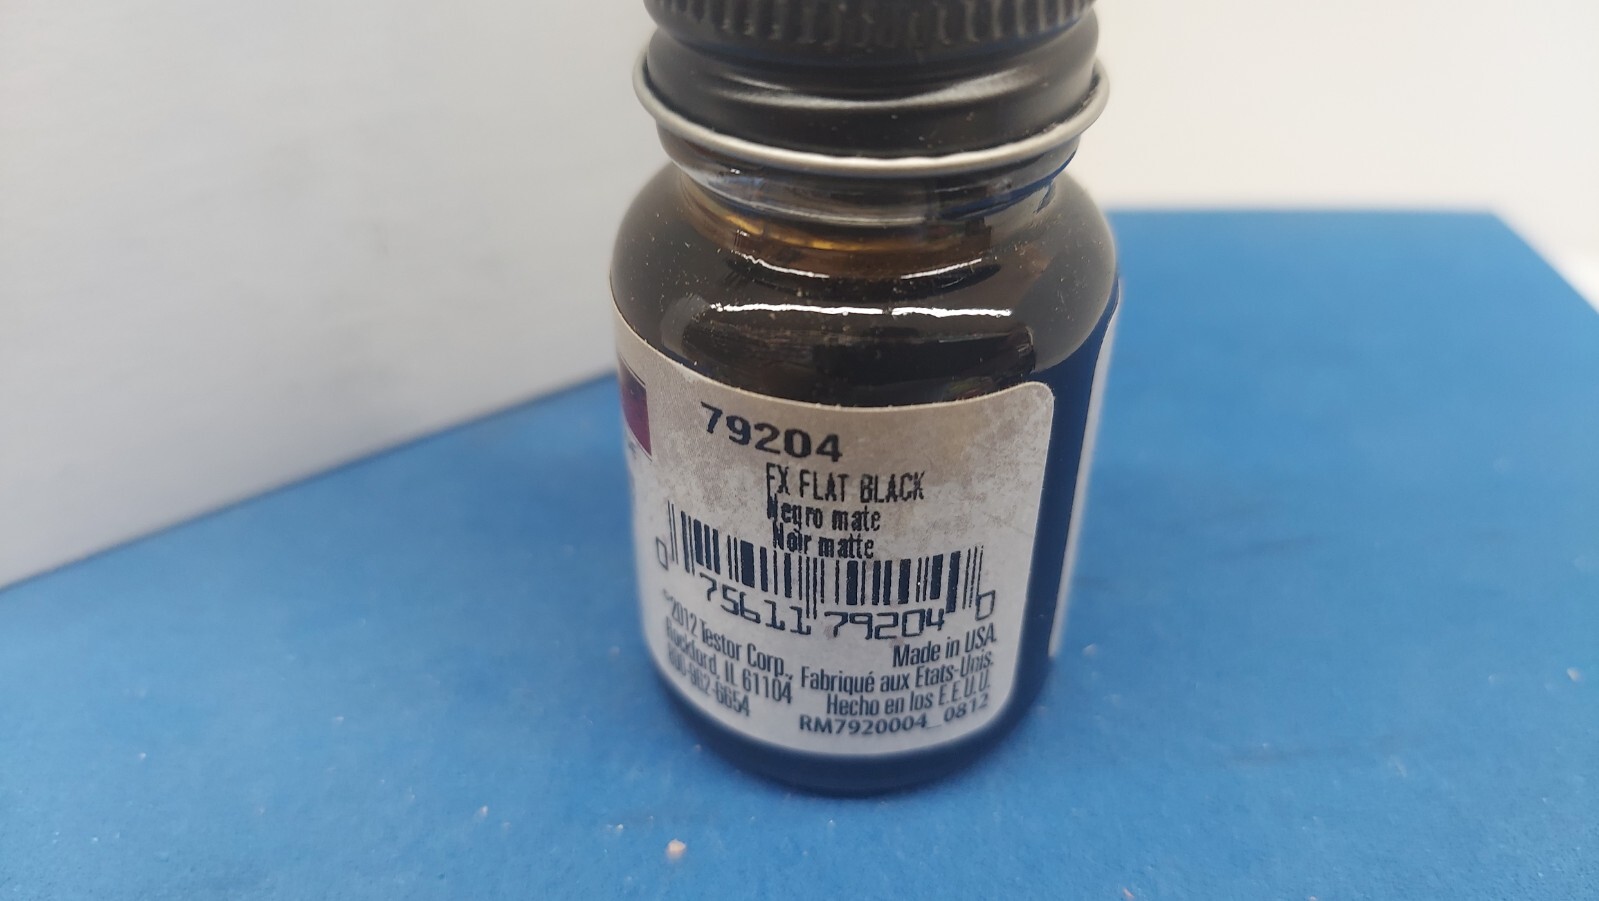 79204
FX FLAT BLACK
Negro mate
Noir matte
0 75611 79204 0
©2012 Testor Corp.,
Rockford, IL 61104
800-962-6654
Made in USA.
Fabriqué aux États-Unis.
Hecho en los E.E.U.U.
RM7920004_0812